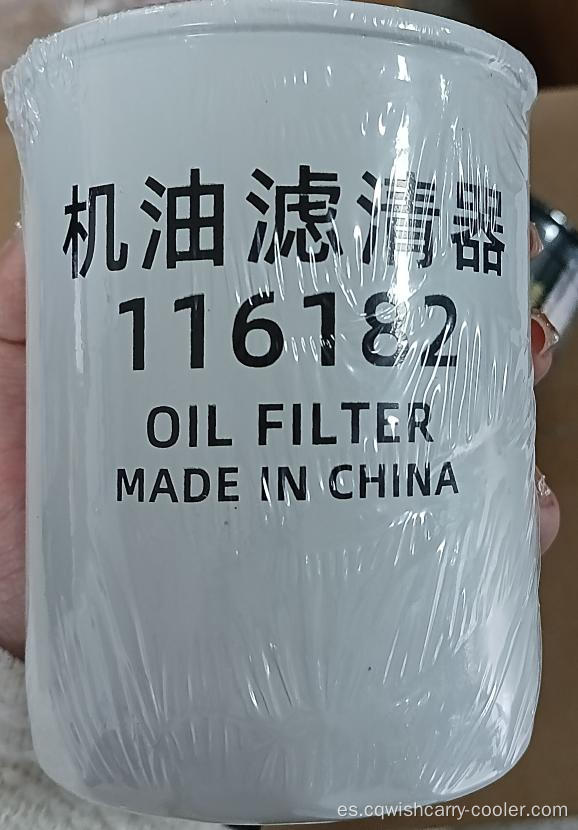 机油滤清器
116182
OIL FILTER
MADE IN CHINA
es.cqwishcarry-cooler.com